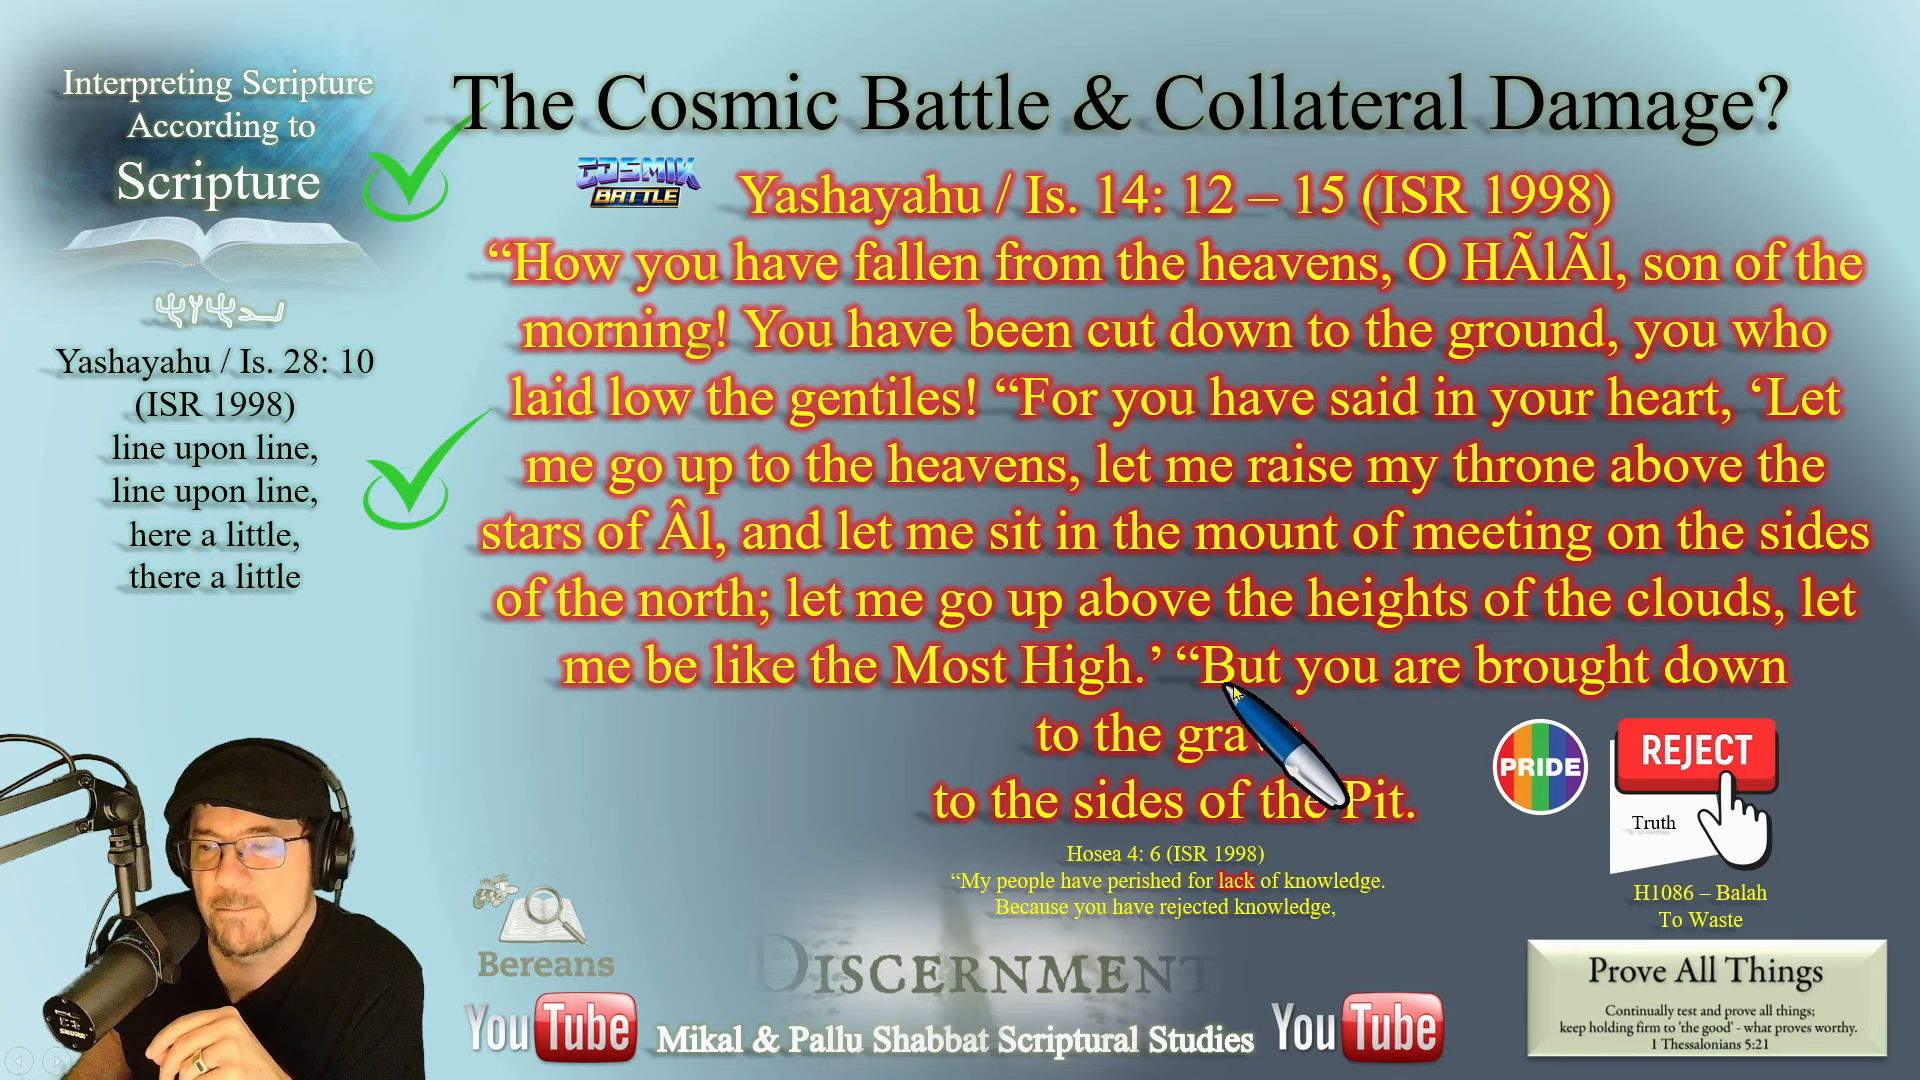 Interpreting Scripture
According to
Scripture
𐤉𐤄𐤅𐤄
Yashayahu / Is. 28: 10
(ISR 1998)
line upon line,
line upon line,
here a little,
there a little
The Cosmic Battle & Collateral Damage?
COSMIK
BATTLE
Yashayahu / Is. 14: 12 – 15 (ISR 1998)
“How you have fallen from the heavens, O HÃlÃl, son of the
morning! You have been cut down to the ground, you who
laid low the gentiles! “For you have said in your heart, ‘Let
me go up to the heavens, let me raise my throne above the
stars of Âl, and let me sit in the mount of meeting on the sides
of the north; let me go up above the heights of the clouds, let
me be like the Most High.’ “But you are brought down
to the
to the sides of the Pit.
PRIDE
REJECT
Truth
H1086 – Balah
To Waste
Hosea 4: 6 (ISR 1998)
“My people have perished for lack of knowledge.
Because you have rejected knowledge,
Bereans
DISCERNMENT
YouTube
Mikal & Pallu Shabbat Scriptural Studies
YouTube
Prove All Things
Continually test and prove all things;
keep holding firm to 'the good' - what proves worthy.
1 Thessalonians 5:21
SHURE